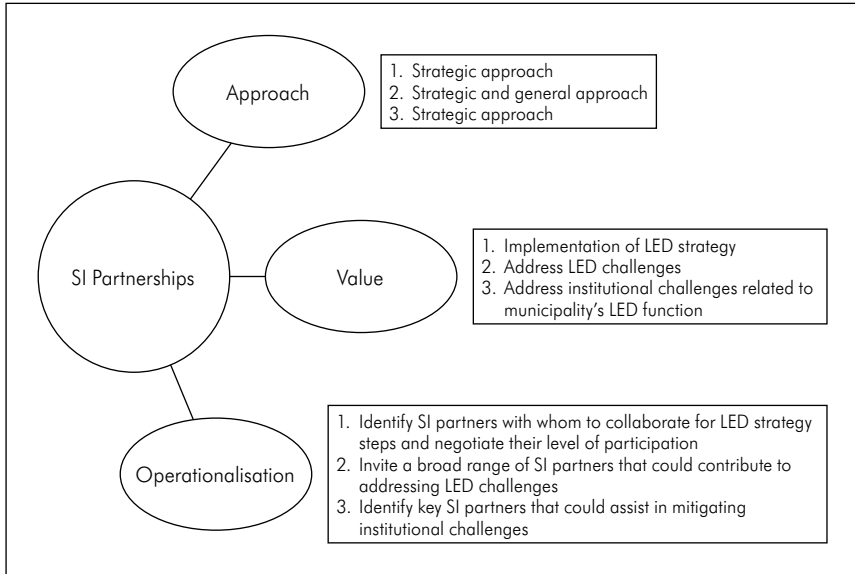 Approach
1. Strategic approach
2. Strategic and general approach
3. Strategic approach
SI Partnerships
Value
1. Implementation of LED strategy
2. Address LED challenges
3. Address institutional challenges related to
municipality’s LED function
Operationalisation
1. Identify SI partners with whom to collaborate for LED strategy
steps and negotiate their level of participation
2. Invite a broad range of SI partners that could contribute to
addressing LED challenges
3. Identify key SI partners that could assist in mitigating
institutional challenges